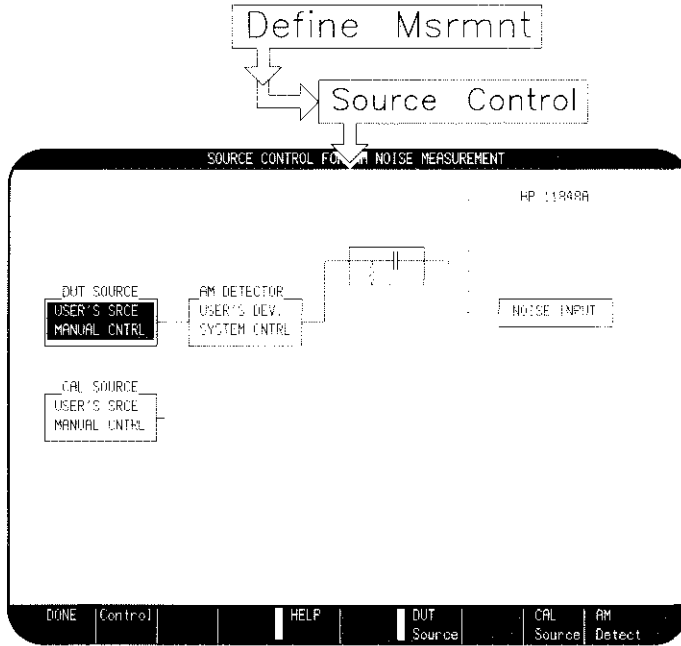 Define Msrmnt
Source Control
SOURCE CONTROL FOR AM NOISE MEASUREMENT
HP 11848A
DUT SOURCE
USER'S SRCE
MANUAL CNTRL
AM DETECTOR
USER'S DEV.
SYSTEM CNTRL
NOISE INPUT
CAL SOURCE
USER'S SRCE
MANUAL CNTRL
DONE Control HELP DUT Source CAL Source AM Detect